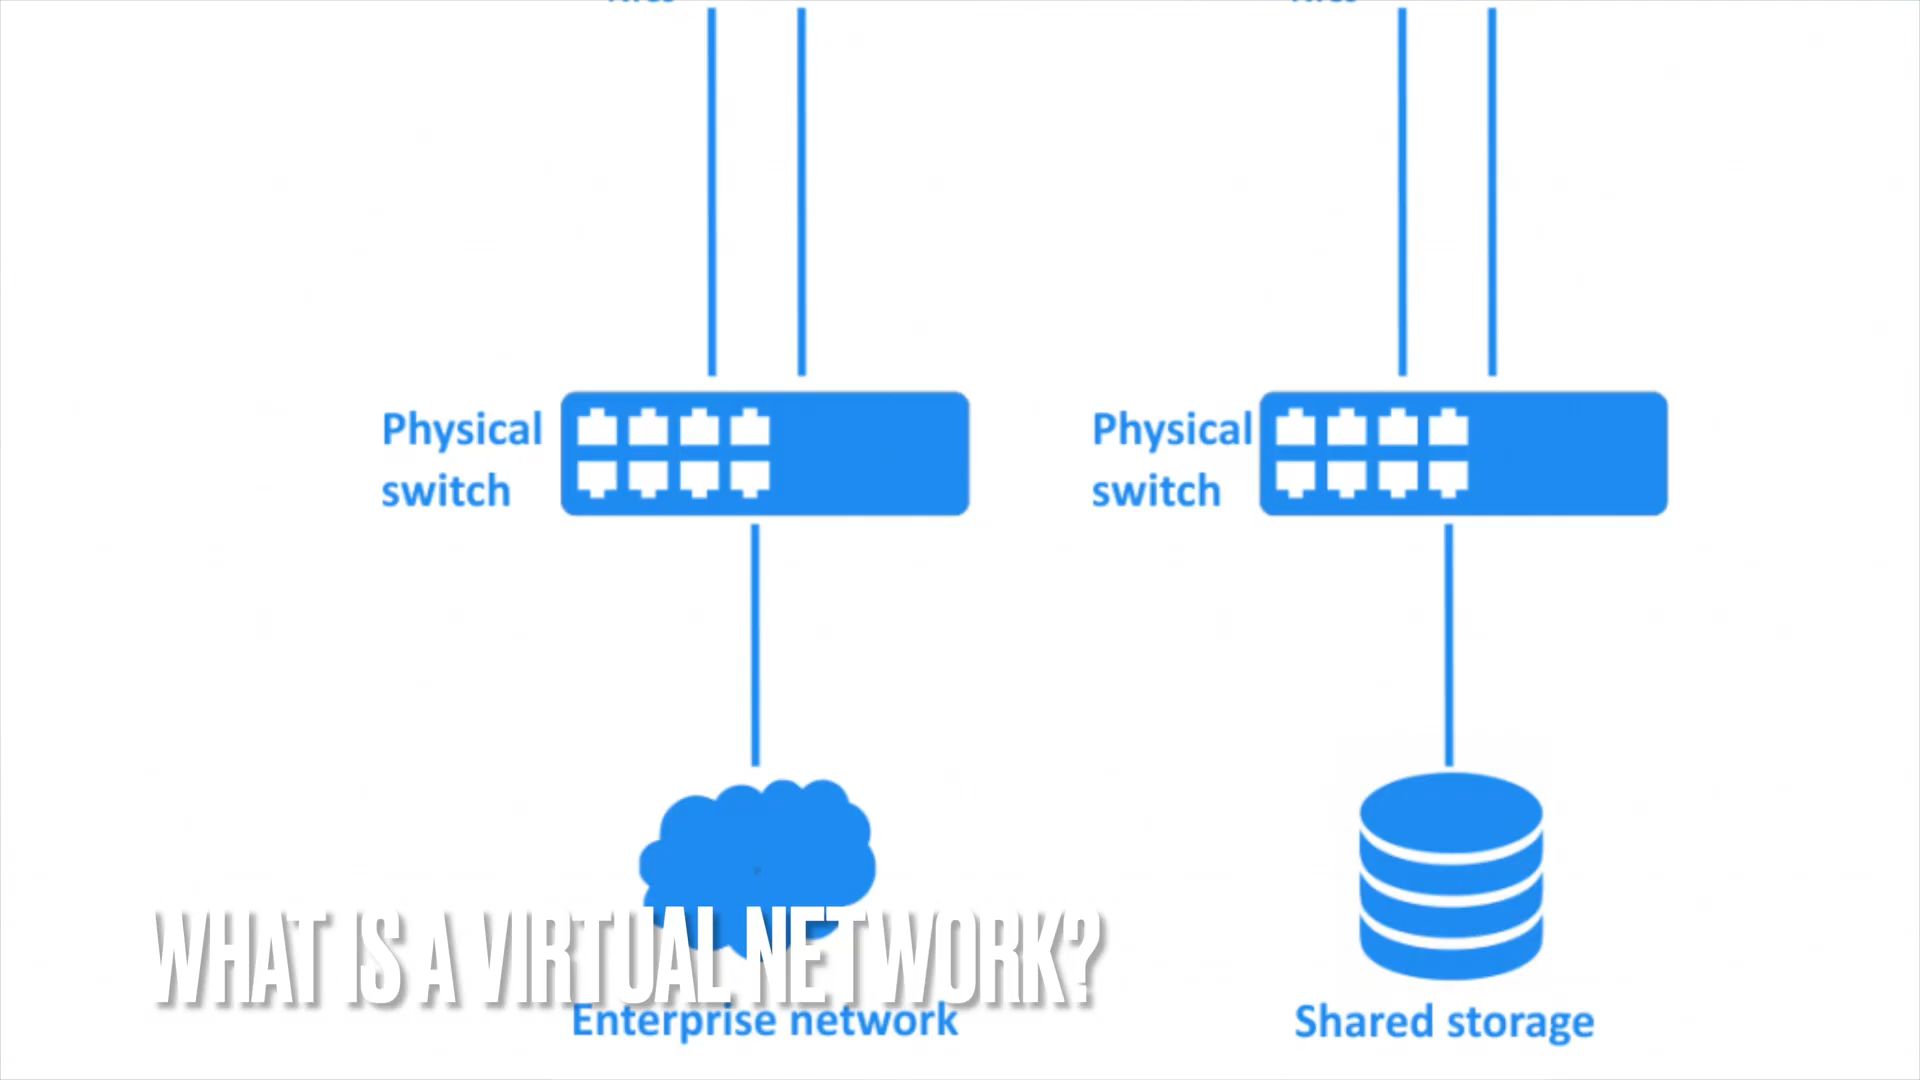 Physical
switch
Physical
switch
WHAT IS A VIRTUAL NETWORK?
Enterprise network
Shared storage